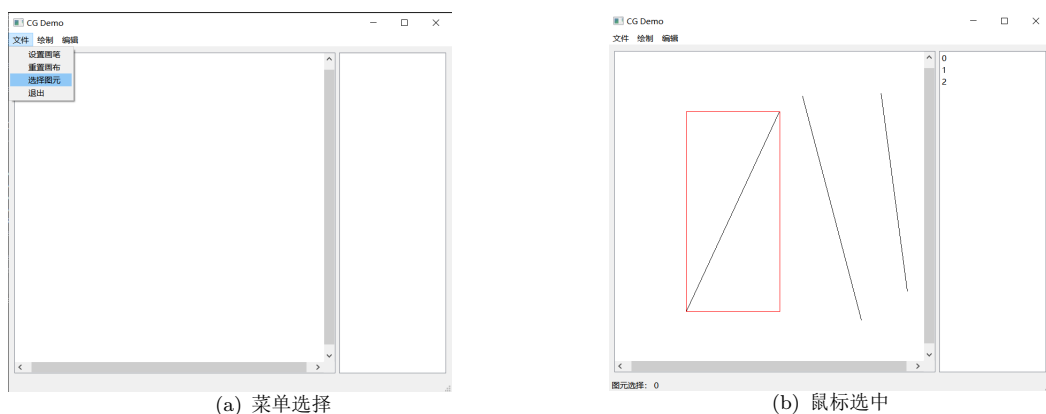 CG Demo
文件 绘制 编辑
设置画笔
重置画布
选择图元
退出
(a) 菜单选择
CG Demo
文件 绘制 编辑
0
1
2
图元选择： 0
(b) 鼠标选中